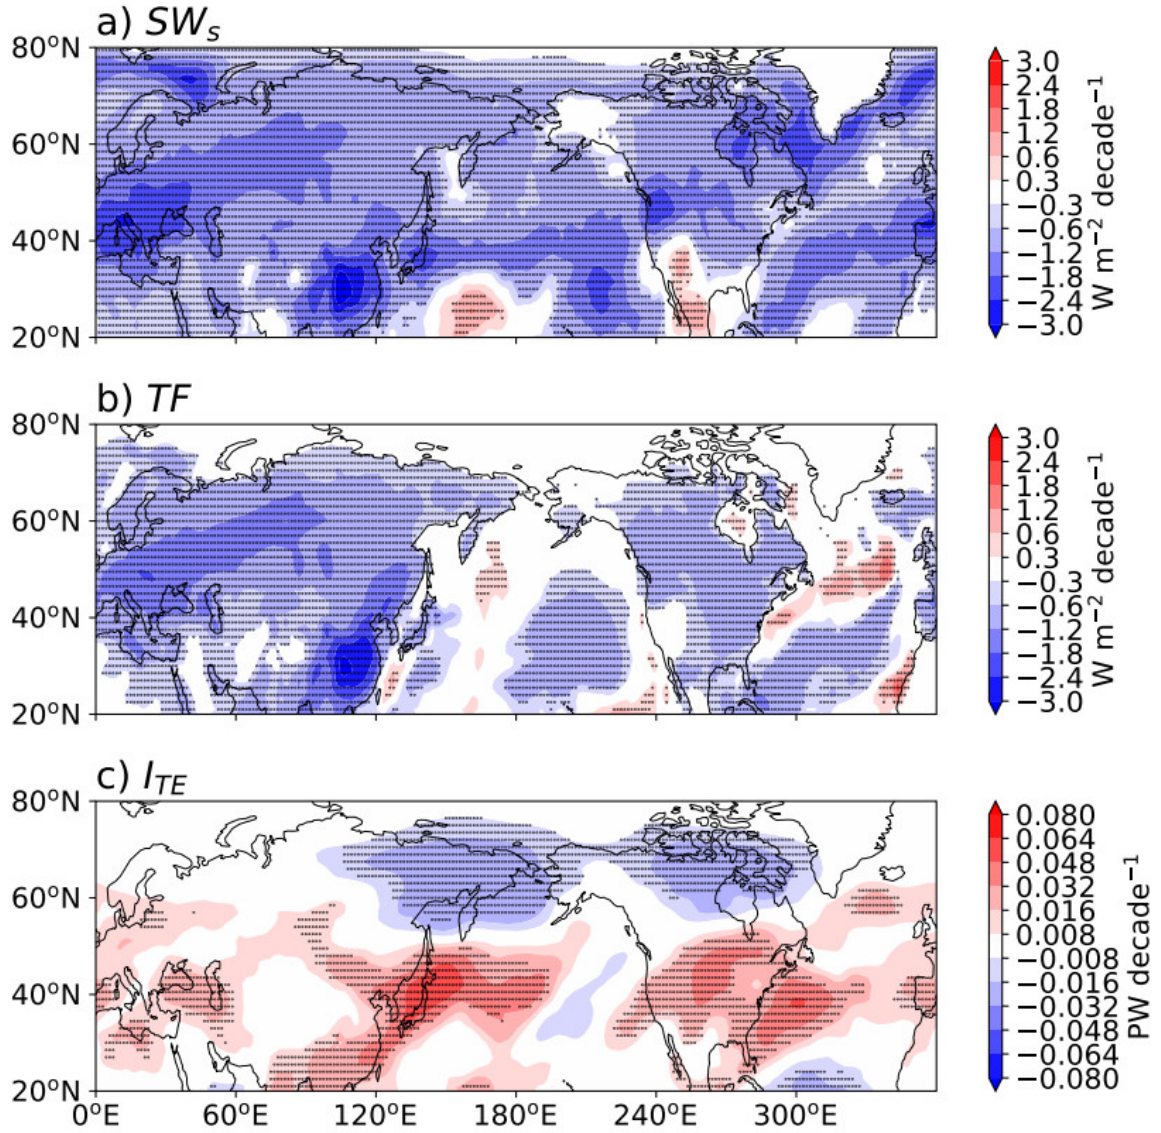 a) SWₛ
80°N
60°N
40°N
20°N
3.0
2.4
1.8
1.2
0.6
0.3
−0.3
−0.6
−1.2
−1.8
−2.4
−3.0
W m⁻² decade⁻¹
b) TF
80°N
60°N
40°N
20°N
3.0
2.4
1.8
1.2
0.6
0.3
−0.3
−0.6
−1.2
−1.8
−2.4
−3.0
W m⁻² decade⁻¹
c) I_TE
80°N
60°N
40°N
20°N
0°E 60°E 120°E 180°E 240°E 300°E
0.080
0.064
0.048
0.032
0.016
0.008
−0.008
−0.016
−0.032
−0.048
−0.064
−0.080
PW decade⁻¹